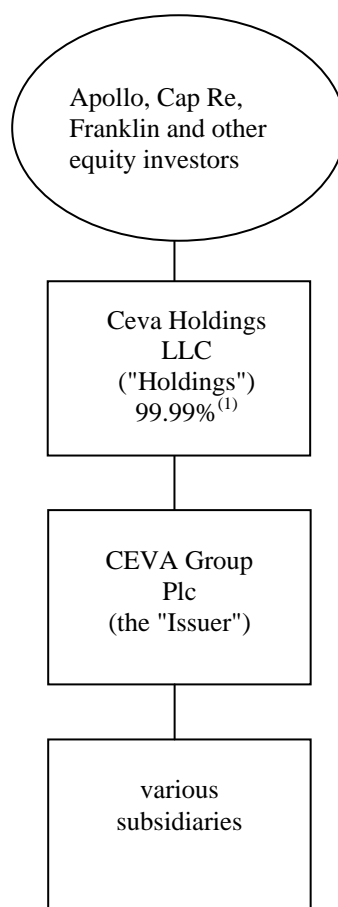 Apollo, Cap Re,
Franklin and other
equity investors
Ceva Holdings
LLC
("Holdings")
99.99%(1)
CEVA Group
Plc
(the "Issuer")
various
subsidiaries